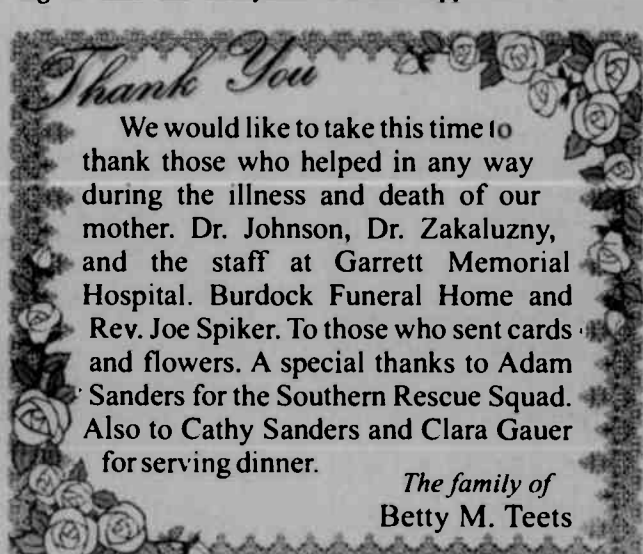 Thank You
We would like to take this time to
thank those who helped in any way
during the illness and death of our
mother. Dr. Johnson, Dr. Zakaluzny,
and the staff at Garrett Memorial
Hospital. Burdock Funeral Home and
Rev. Joe Spiker. To those who sent cards
and flowers. A special thanks to Adam
Sanders for the Southern Rescue Squad.
Also to Cathy Sanders and Clara Gauer
for serving dinner.
The family of
Betty M. Teets